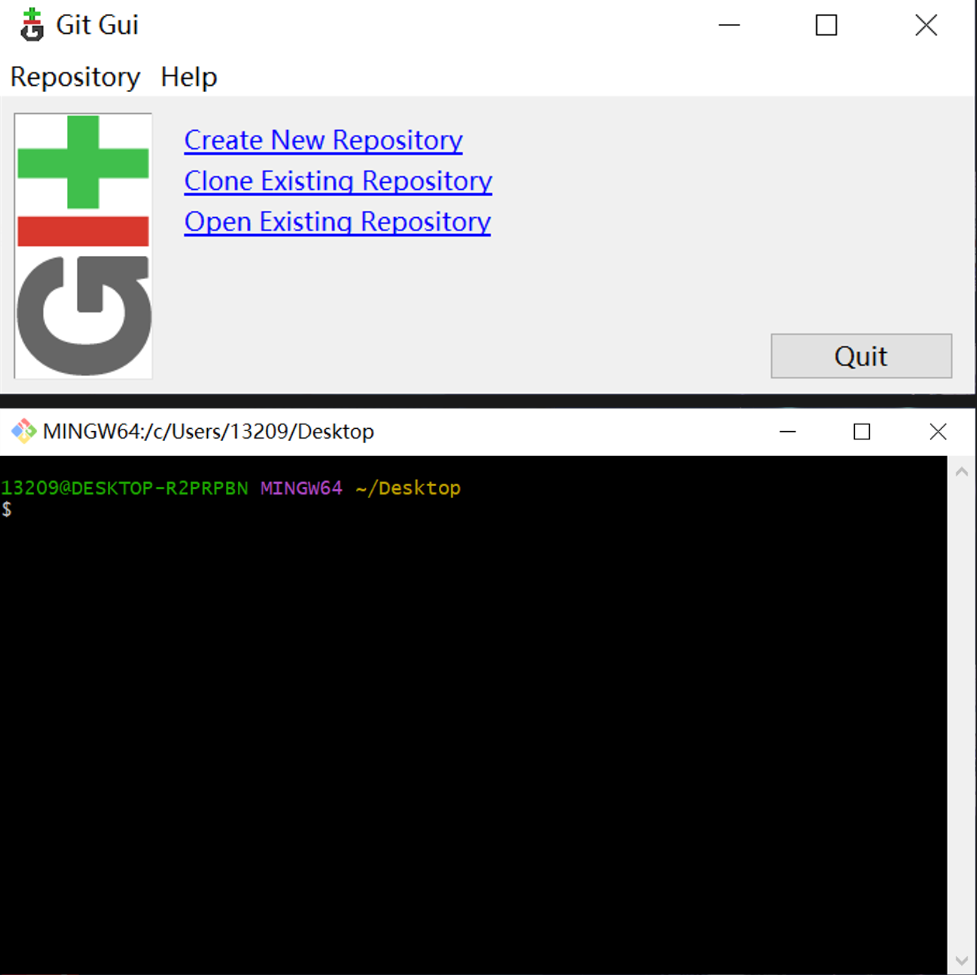 Git Gui
Repository Help
GIT
Create New Repository
Clone Existing Repository
Open Existing Repository
Quit
MINGW64:/c/Users/13209/Desktop
13209@DESKTOP-R2PRPBN MINGW64 ~/Desktop
$